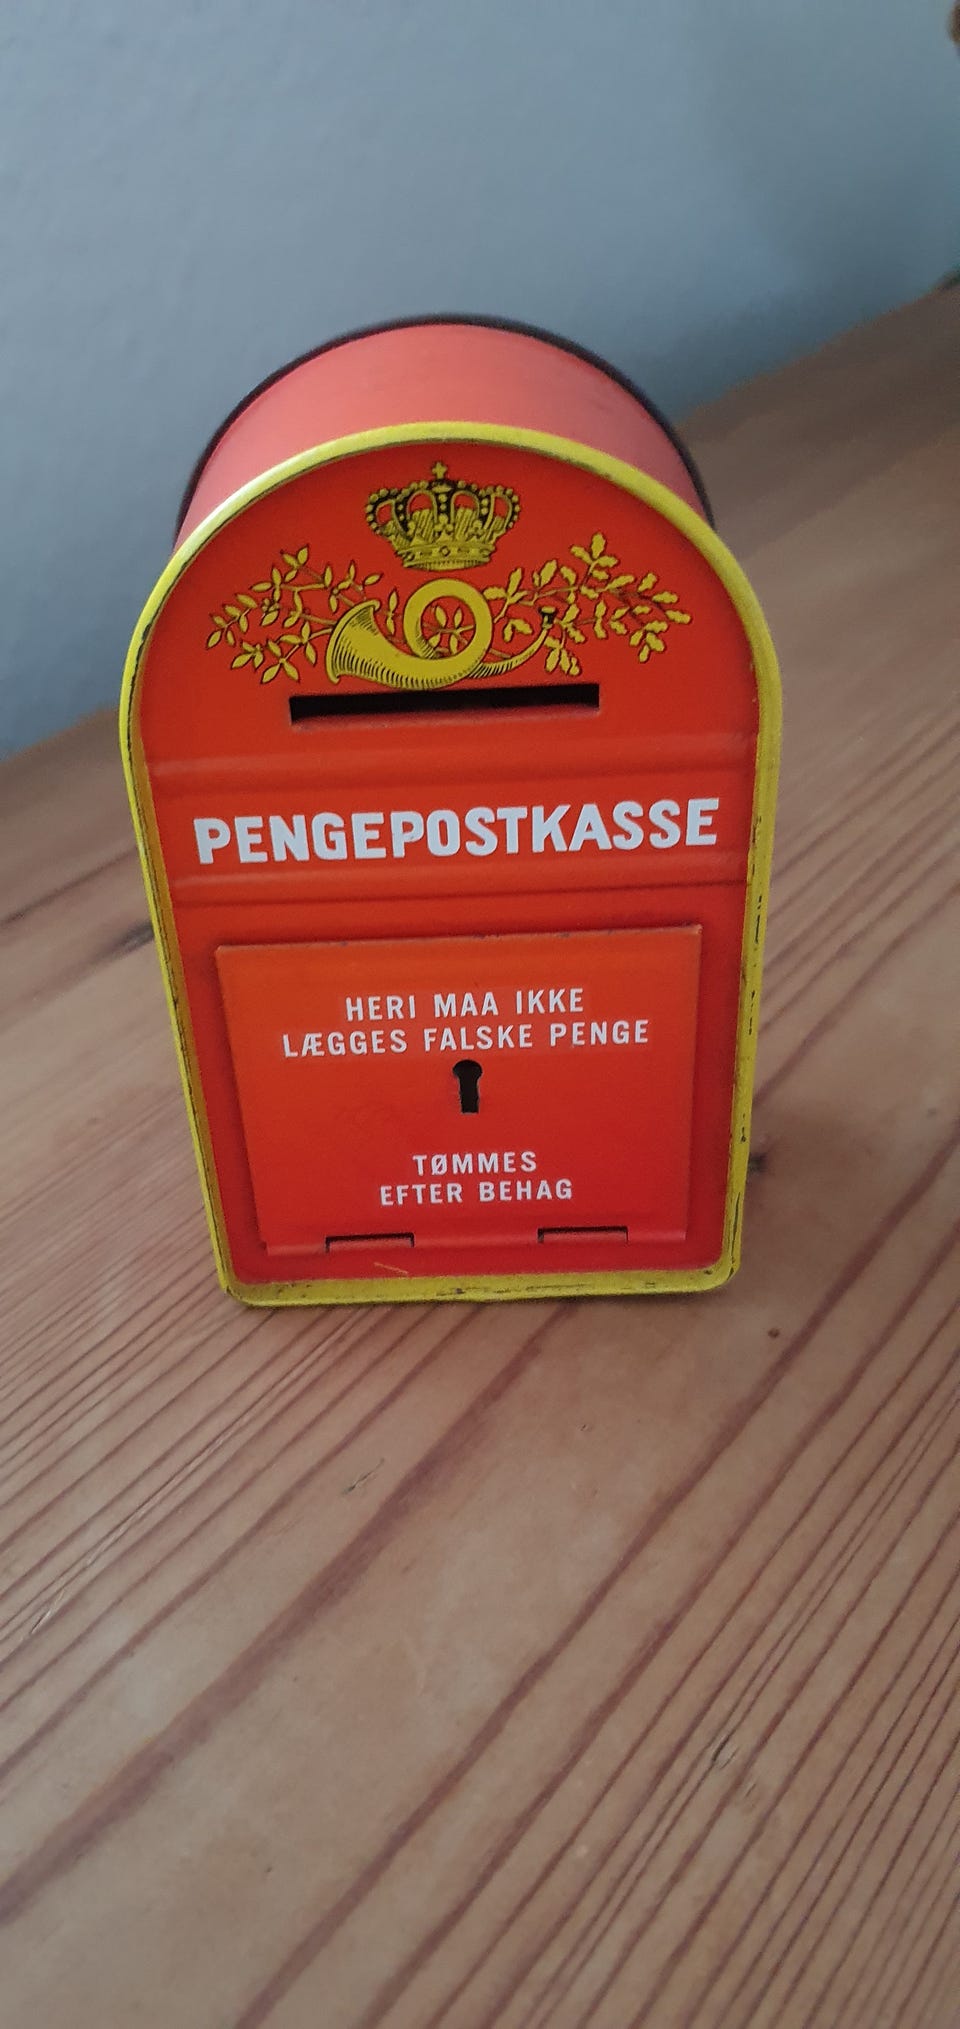 PENGEPOSTKASSE
HERI MAA IKKE
LÆGGES FALSKE PENGE
TØMMES
EFTER BEHAG